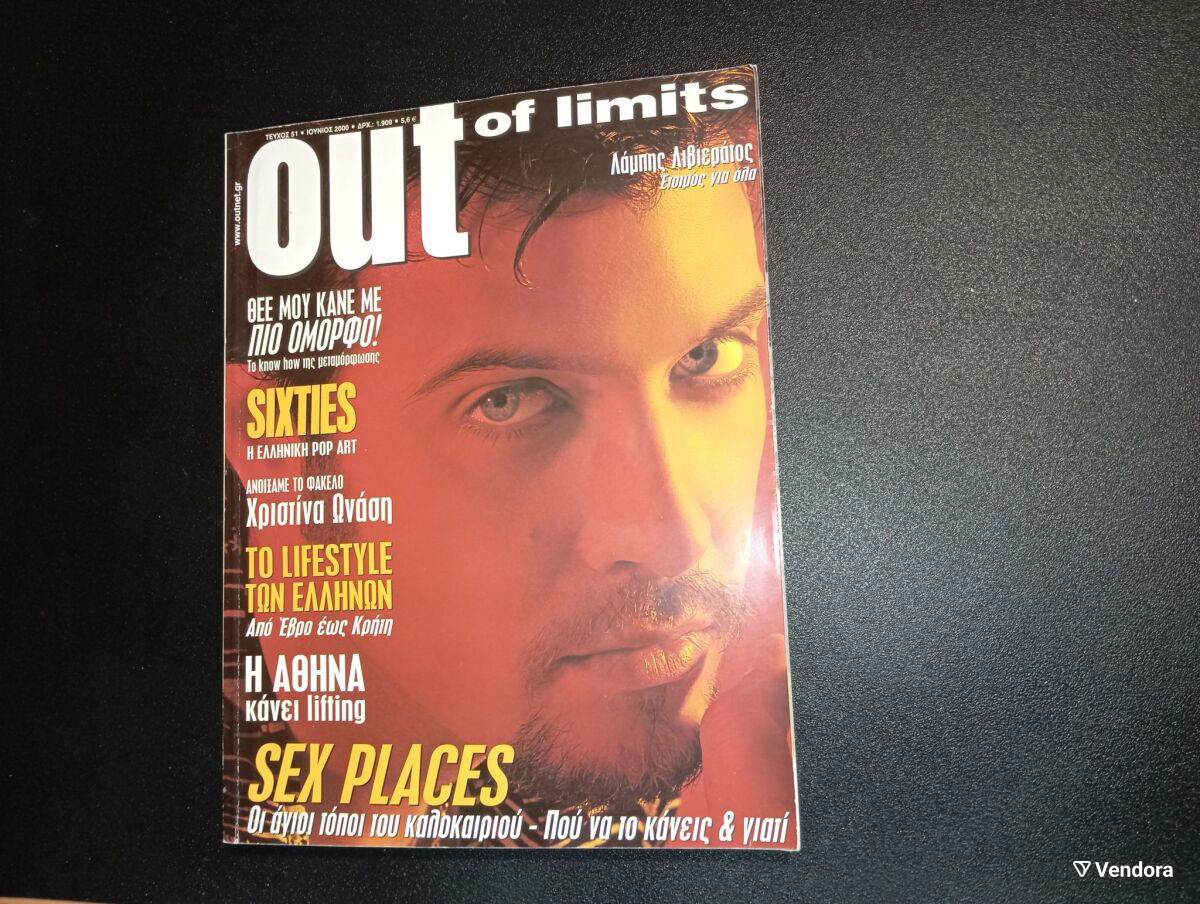 ΤΕΥΧΟΣ 51 • ΙΟΥΝΙΟΣ 2000 • ΔΡΧ.: 1.900 • 5,6 €
out of limits
www.outnet.gr
Λάμπης Λιβιεράτος
Έτοιμος για όλα
ΘΕΕ ΜΟΥ ΚΑΝΕ ΜΕ
ΠΙΟ ΟΜΟΡΦΟ!
Το know how της μεταμόρφωσης
SIXTIES
Η ΕΛΛΗΝΙΚΗ POP ART
ΑΝΟΙΞΑΜΕ ΤΟ ΦΑΚΕΛΟ
Χριστίνα Ωνάση
ΤΟ LIFESTYLE
ΤΩΝ ΕΛΛΗΝΩΝ
Από Έβρο έως Κρήτη
Η ΑΘΗΝΑ
κάνει lifting
SEX PLACES
Οι άγιοι τόποι του καλοκαιριού - Πού να το κάνεις & γιατί
Vendora